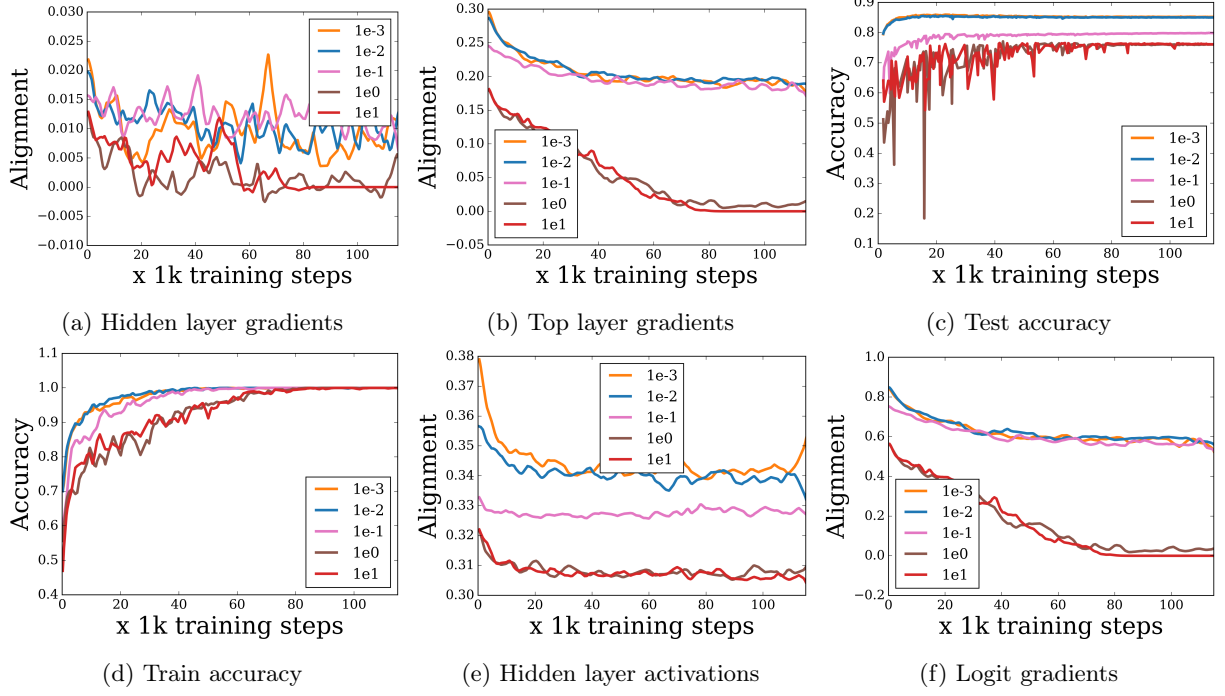 0.030
0.025
0.020
0.015
0.010
0.005
0.000
−0.005
−0.010
Alignment
0 20 40 60 80 100
x 1k training steps
1e-3
1e-2
1e-1
1e0
1e1
(a) Hidden layer gradients
0.30
0.25
0.20
0.15
0.10
0.05
0.00
−0.05
Alignment
0 20 40 60 80 100
x 1k training steps
1e-3
1e-2
1e-1
1e0
1e1
(b) Top layer gradients
0.9
0.8
0.7
0.6
0.5
0.4
0.3
0.2
0.1
Accuracy
0 20 40 60 80 100
x 1k training steps
1e-3
1e-2
1e-1
1e0
1e1
(c) Test accuracy
1.1
1.0
0.9
0.8
0.7
0.6
0.5
0.4
Accuracy
0 20 40 60 80 100
x 1k training steps
1e-3
1e-2
1e-1
1e0
1e1
(d) Train accuracy
0.38
0.37
0.36
0.35
0.34
0.33
0.32
0.31
0.30
Alignment
0 20 40 60 80 100
x 1k training steps
1e-3
1e-2
1e-1
1e0
1e1
(e) Hidden layer activations
1.0
0.8
0.6
0.4
0.2
0.0
−0.2
Alignment
0 20 40 60 80 100
x 1k training steps
1e-3
1e-2
1e-1
1e0
1e1
(f) Logit gradients